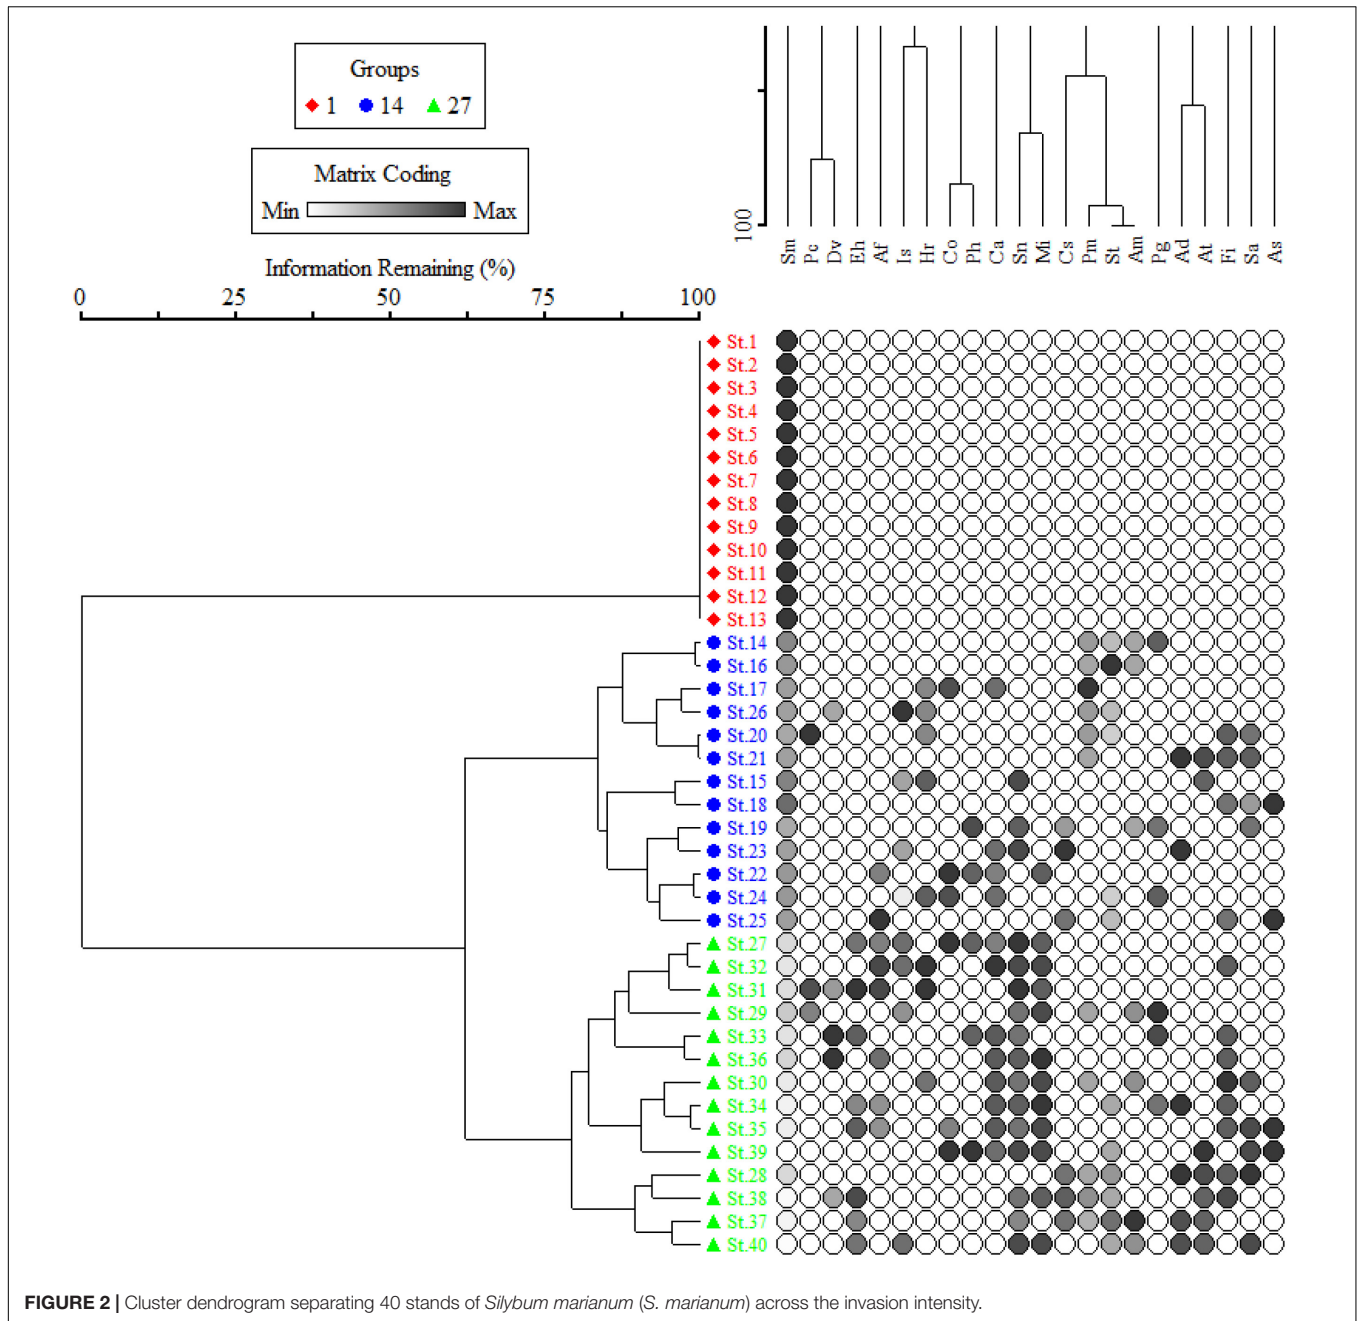 Groups
1 14 27
Matrix Coding
Min Max
Information Remaining (%)
0 25 50 75 100
100
Sm Pc Dv Eh Af Is Hr Co Ph Ca Sn Mi Cs Pm St Am Pg Ad At Fi Sa As
St.1
St.2
St.3
St.4
St.5
St.6
St.7
St.8
St.9
St.10
St.11
St.12
St.13
St.14
St.16
St.17
St.26
St.20
St.21
St.15
St.18
St.19
St.23
St.22
St.24
St.25
St.27
St.32
St.31
St.29
St.33
St.36
St.30
St.34
St.35
St.39
St.28
St.38
St.37
St.40
FIGURE 2 | Cluster dendrogram separating 40 stands of Silybum marianum (S. marianum) across the invasion intensity.